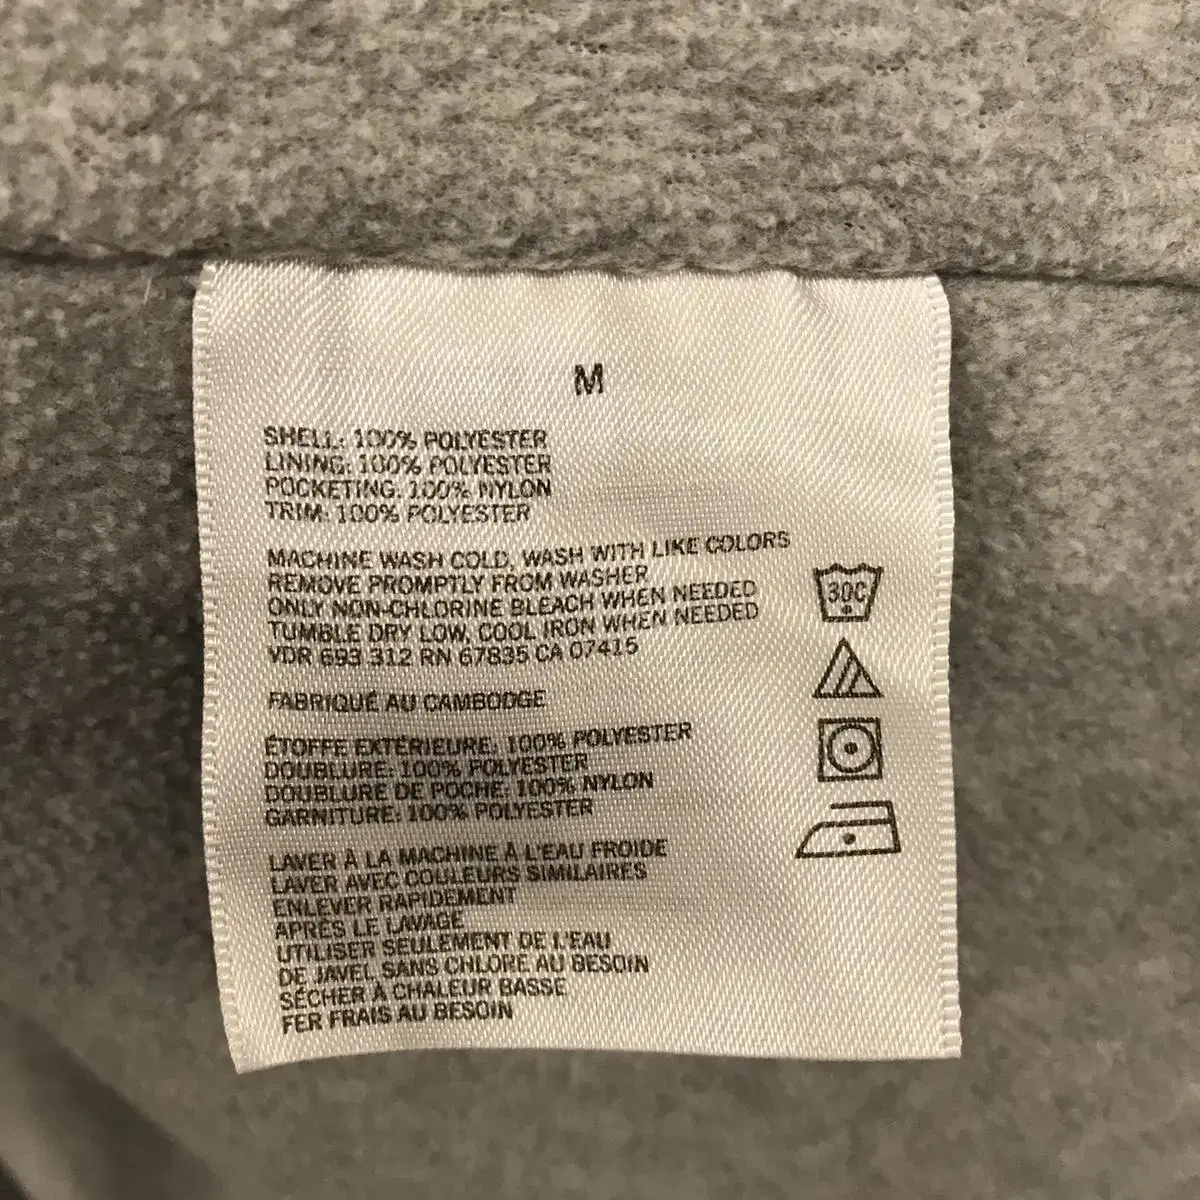 M
SHELL: 100% POLYESTER
LINING: 100% POLYESTER
POCKETING: 100% NYLON
TRIM: 100% POLYESTER
MACHINE WASH COLD, WASH WITH LIKE COLORS
REMOVE PROMPTLY FROM WASHER
ONLY NON-CHLORINE BLEACH WHEN NEEDED
TUMBLE DRY LOW, COOL IRON WHEN NEEDED
VDR 693 312 RN 67835 CA 07415
30C
FABRIQUÉ AU CAMBODGE
ÉTOFFE EXTÉRIEURE: 100% POLYESTER
DOUBLURE: 100% POLYESTER
DOUBLURE DE POCHE: 100% NYLON
GARNITURE: 100% POLYESTER
LAVER À LA MACHINE À L'EAU FROIDE
LAVER AVEC COULEURS SIMILAIRES
ENLEVER RAPIDEMENT
APRÈS LE LAVAGE
UTILISER SEULEMENT DE L'EAU
DE JAVEL SANS CHLORE AU BESOIN
SÉCHER À CHALEUR BASSE
FER FRAIS AU BESOIN